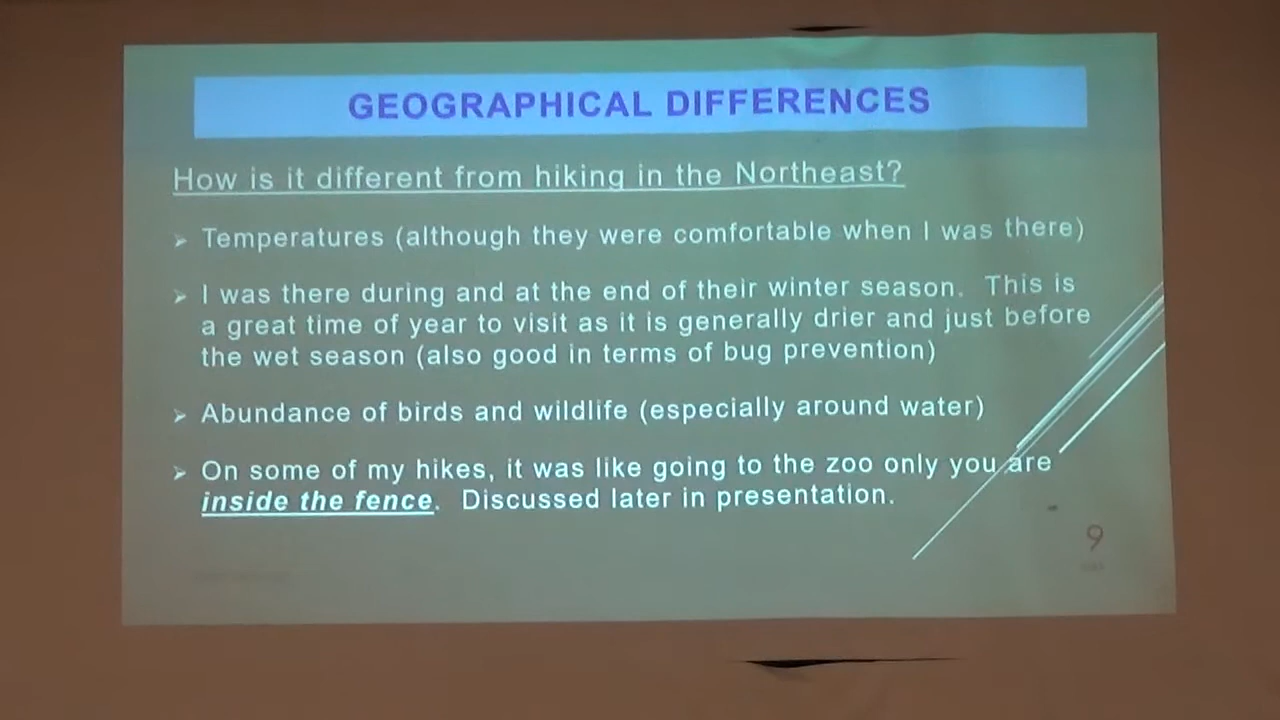 GEOGRAPHICAL DIFFERENCES
How is it different from hiking in the Northeast?
➢ Temperatures (although they were comfortable when I was there)
➢ I was there during and at the end of their winter season. This is
a great time of year to visit as it is generally drier and just before
the wet season (also good in terms of bug prevention)
➢ Abundance of birds and wildlife (especially around water)
➢ On some of my hikes, it was like going to the zoo only you are
inside the fence. Discussed later in presentation.
9